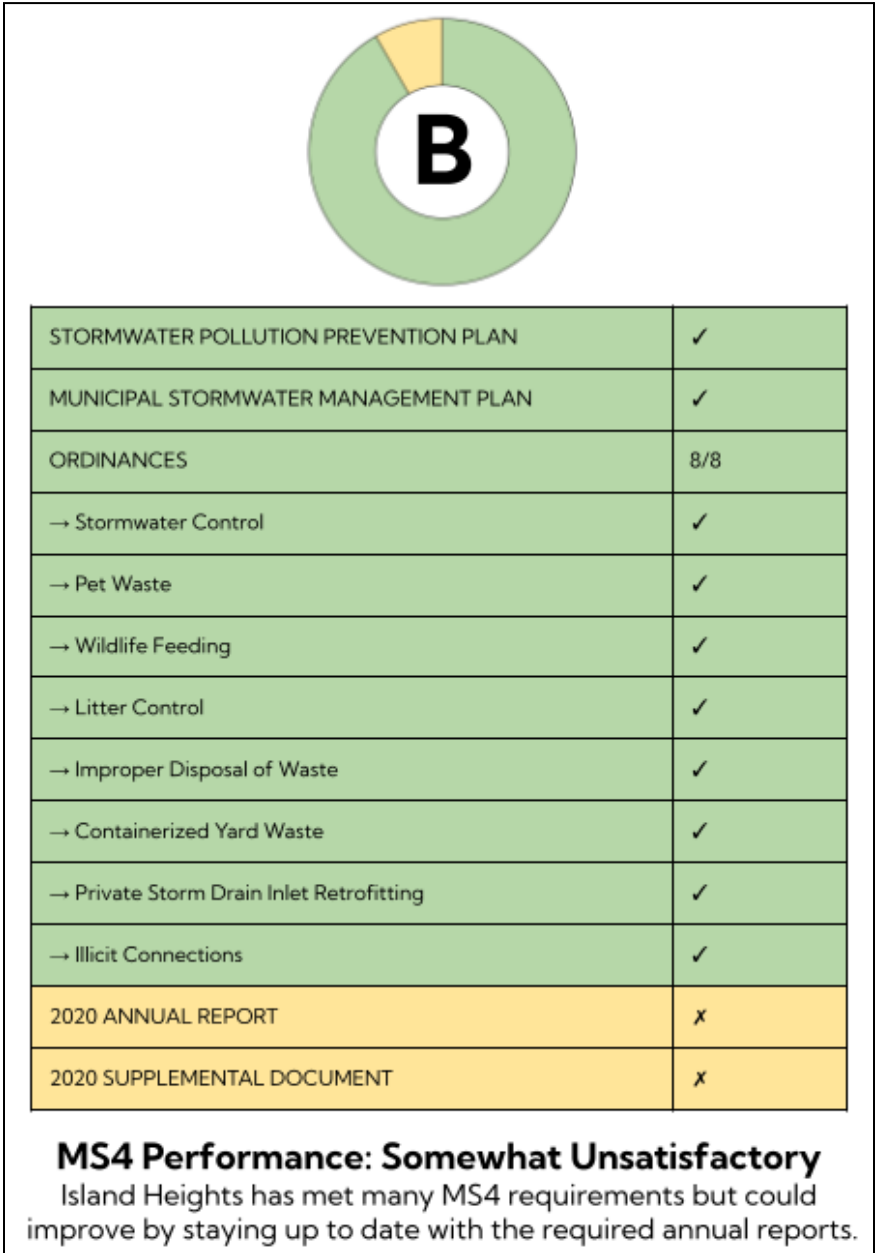 B
STORMWATER POLLUTION PREVENTION PLAN ✓
MUNICIPAL STORMWATER MANAGEMENT PLAN ✓
ORDINANCES 8/8
→ Stormwater Control ✓
→ Pet Waste ✓
→ Wildlife Feeding ✓
→ Litter Control ✓
→ Improper Disposal of Waste ✓
→ Containerized Yard Waste ✓
→ Private Storm Drain Inlet Retrofitting ✓
→ Illicit Connections ✓
2020 ANNUAL REPORT ✗
2020 SUPPLEMENTAL DOCUMENT ✗
MS4 Performance: Somewhat Unsatisfactory
Island Heights has met many MS4 requirements but could
improve by staying up to date with the required annual reports.